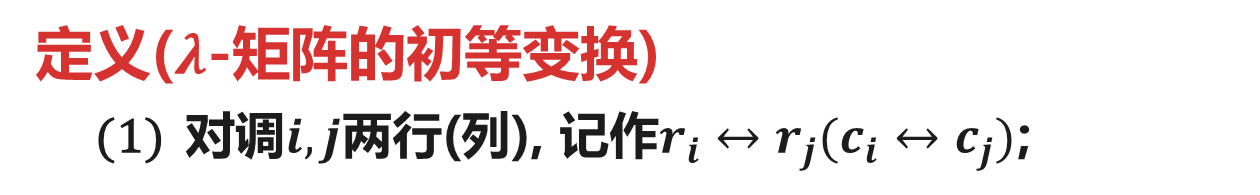 定义(λ-矩阵的初等变换)
(1) 对调i,j两行(列), 记作rᵢ ↔ rⱼ(cᵢ ↔ cⱼ);